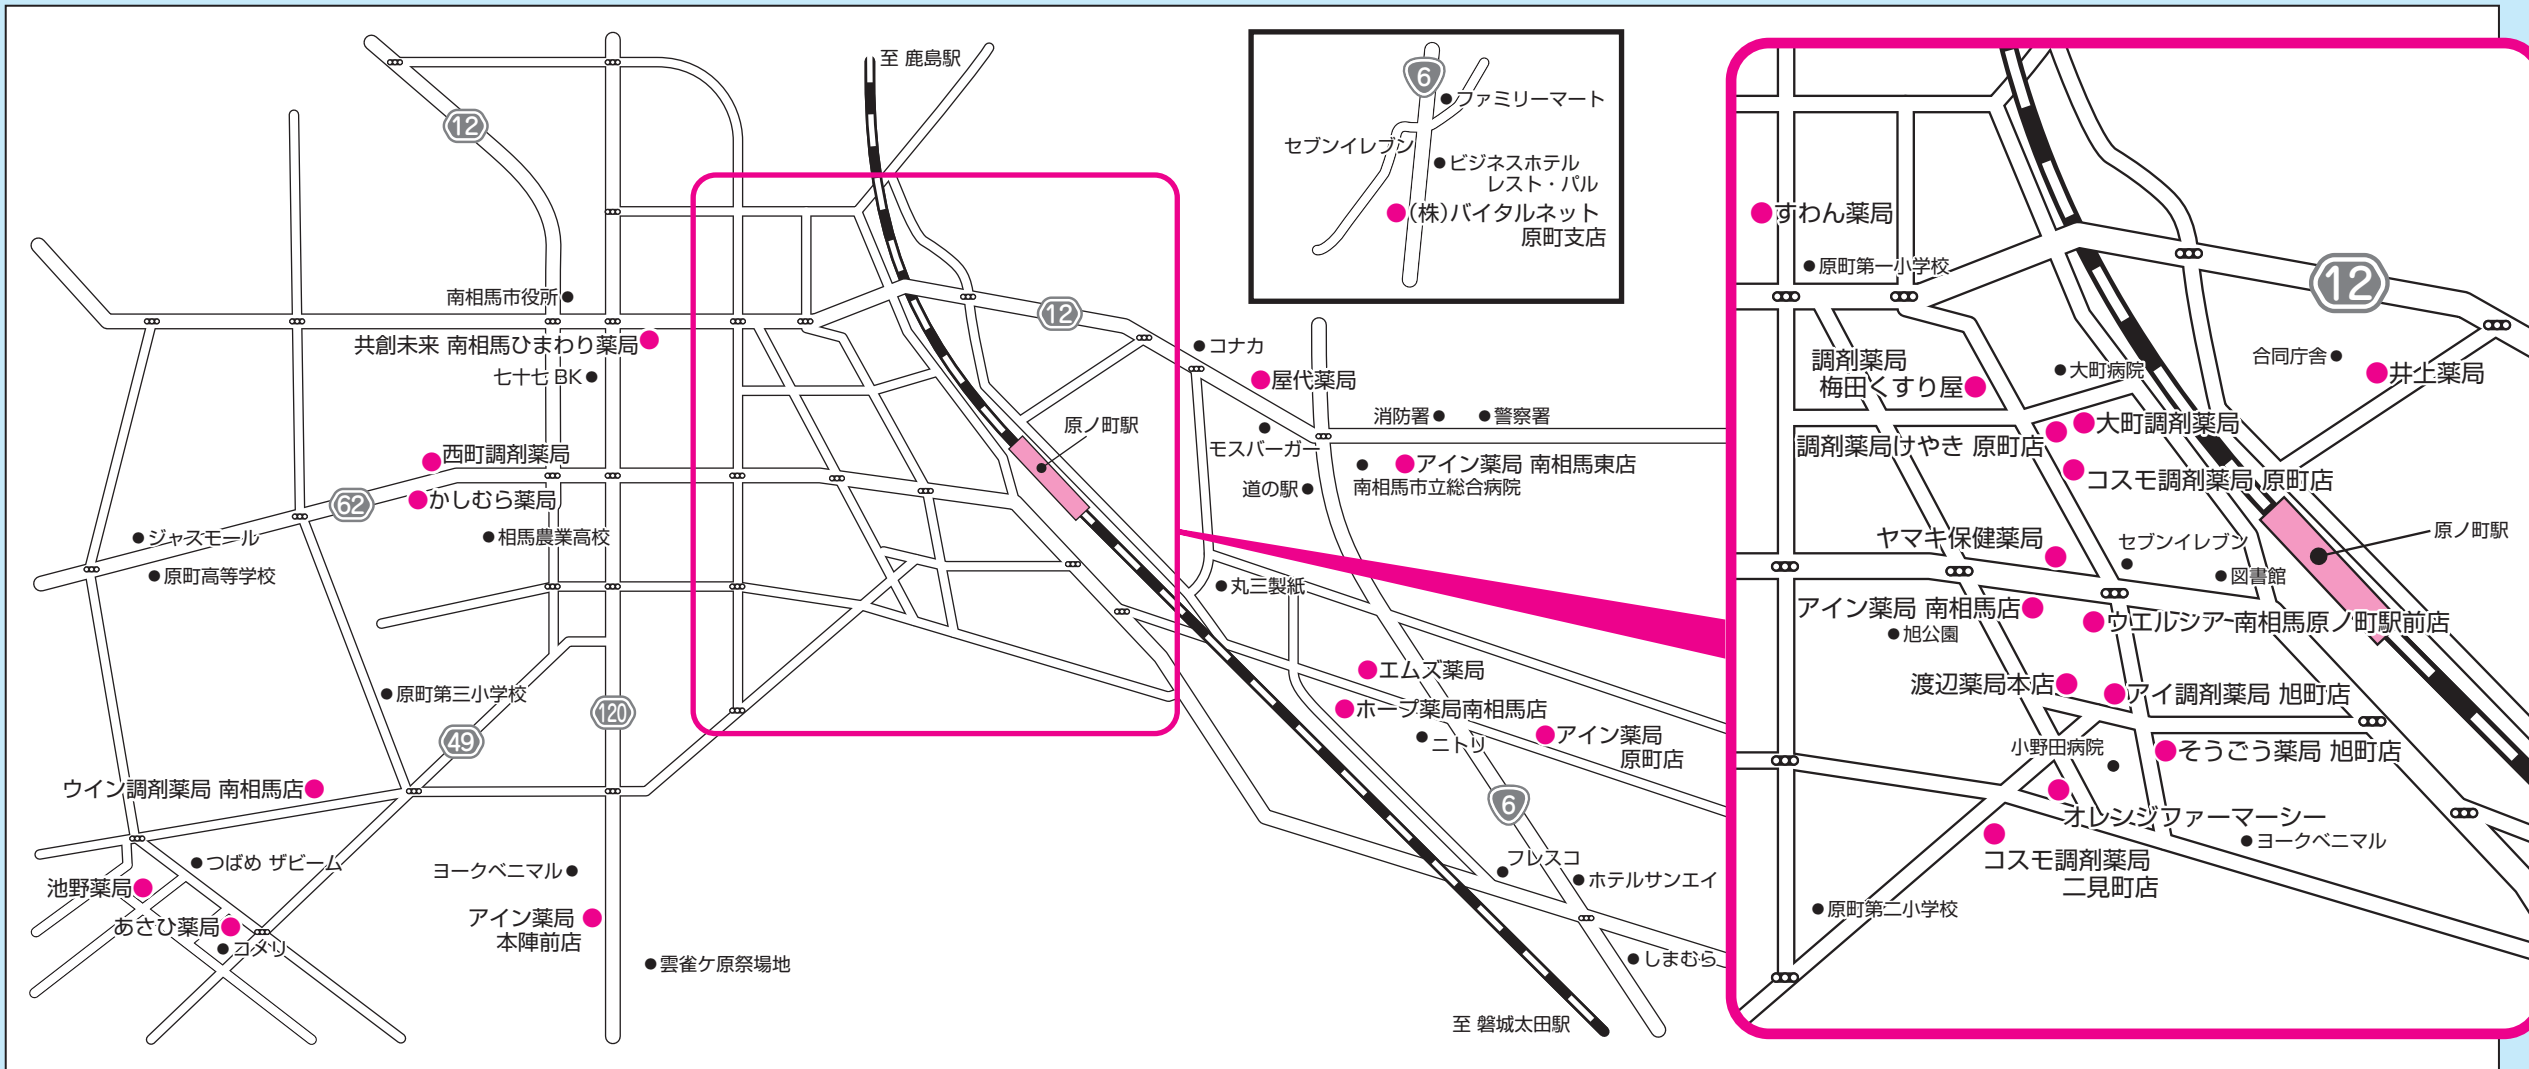 至 鹿島駅
12
南相馬市役所
共創未来 南相馬ひまわり薬局
七十七 BK
西町調剤薬局
62
かしむら薬局
ジャスモール
相馬農業高校
原町高等学校
原町第三小学校
49
120
ウイン調剤薬局 南相馬店
つばめ ザビーム
池野薬局
あさひ薬局
コメリ
ヨークベニマル
アイン薬局
本陣前店
雲雀ケ原祭場地
原ノ町駅
12
コナカ
屋代薬局
消防署
警察署
モスバーガー
アイン薬局 南相馬東店
道の駅
南相馬市立総合病院
丸三製紙
エムズ薬局
ホープ薬局南相馬店
ニトリ
アイン薬局
原町店
6
フレスコ
ホテルサンエイ
しまむら
至 磐城太田駅
6
ファミリーマート
セブンイレブン
ビジネスホテル
レスト・パル
(株)バイタルネット
原町支店
すわん薬局
原町第一小学校
12
調剤薬局
梅田くすり屋
大町病院
合同庁舎
井上薬局
大町調剤薬局
調剤薬局けやき 原町店
コスモ調剤薬局 原町店
原ノ町駅
ヤマキ保健薬局
セブンイレブン
図書館
アイン薬局 南相馬店
旭公園
ウエルシア 南相馬原ノ町駅前店
渡辺薬局本店
アイ調剤薬局 旭町店
小野田病院
そうごう薬局 旭町店
オレンジファーマーシー
コスモ調剤薬局
二見町店
ヨークベニマル
原町第二小学校